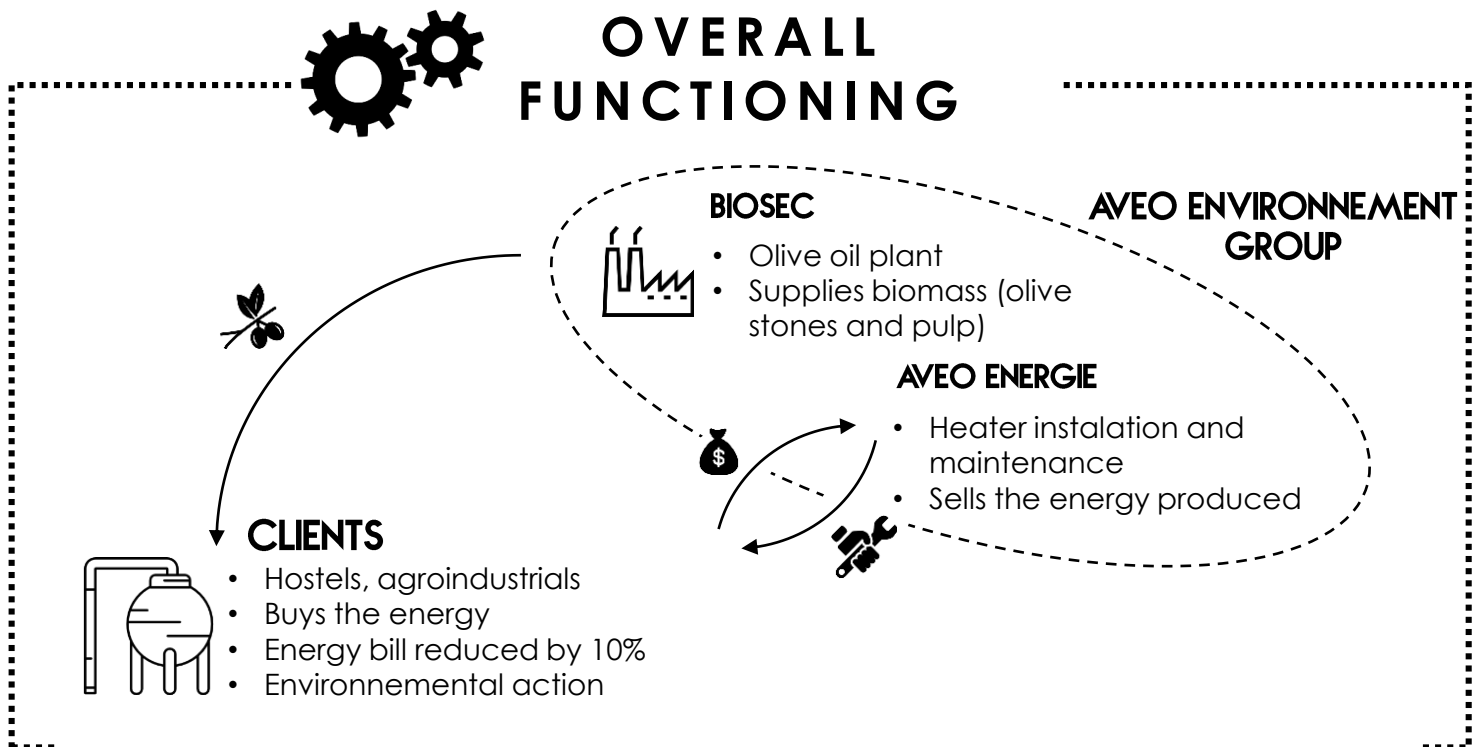 OVERALL
FUNCTIONING
BIOSEC
• Olive oil plant
• Supplies biomass (olive
stones and pulp)
AVEO ENVIRONNEMENT
GROUP
AVEO ENERGIE
• Heater instalation and
maintenance
• Sells the energy produced
$
CLIENTS
• Hostels, agroindustrials
• Buys the energy
• Energy bill reduced by 10%
• Environnemental action